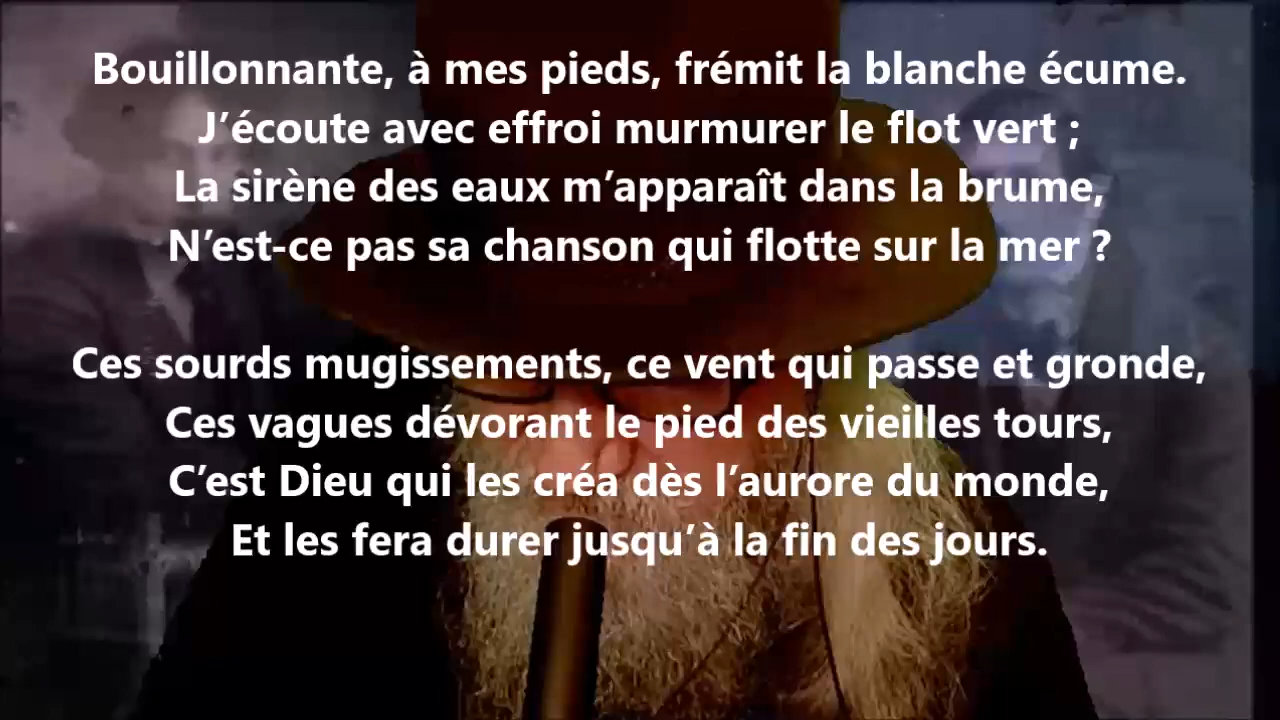 Bouillonnante, à mes pieds, frémit la blanche écume.
J’écoute avec effroi murmurer le flot vert ;
La sirène des eaux m’apparaît dans la brume,
N’est-ce pas sa chanson qui flotte sur la mer ?
Ces sourds mugissements, ce vent qui passe et gronde,
Ces vagues dévorant le pied des vieilles tours,
C’est Dieu qui les créa dès l’aurore du monde,
Et les fera durer jusqu’à la fin des jours.